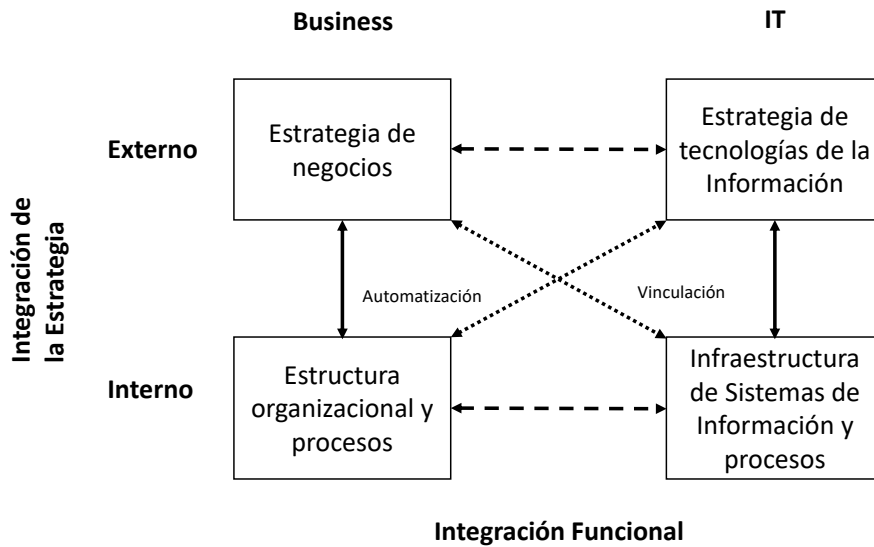 Business
IT
Externo
Estrategia de
negocios
Estrategia de
tecnologías de la
Información
Integración de
la Estrategia
Automatización
Vinculación
Interno
Estructura
organizacional y
procesos
Infraestructura
de Sistemas de
Información y
procesos
Integración Funcional